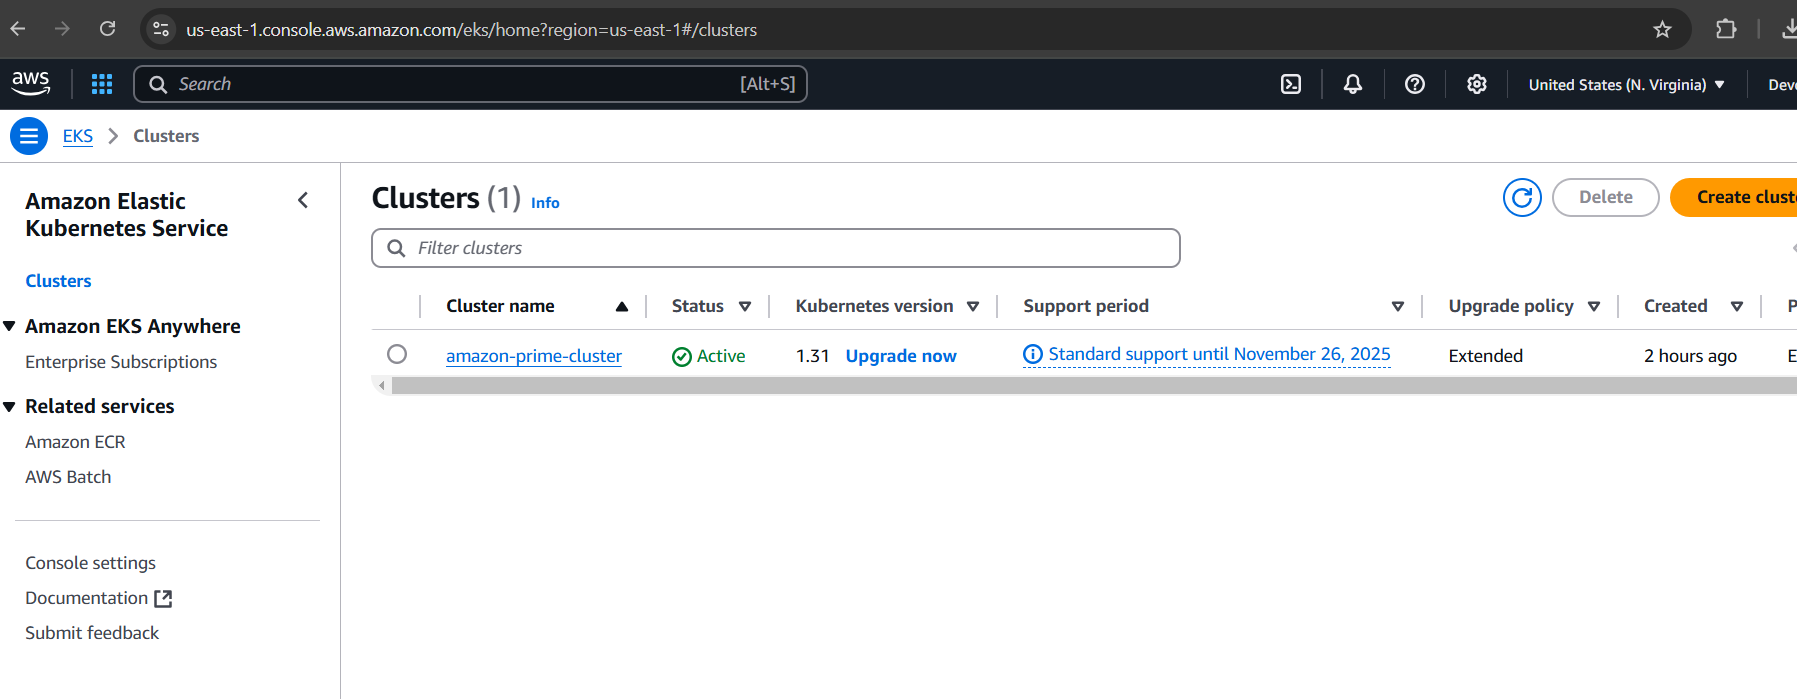 us-east-1.console.aws.amazon.com/eks/home?region=us-east-1#/clusters
aws
Search
[Alt+S]
United States (N. Virginia)
EKS
Clusters
Amazon Elastic
Kubernetes Service
Clusters
Amazon EKS Anywhere
Enterprise Subscriptions
Related services
Amazon ECR
AWS Batch
Console settings
Documentation
Submit feedback
Clusters (1) Info
Delete
Create clust
Filter clusters
Cluster name Status Kubernetes version Support period Upgrade policy Created P
amazon-prime-cluster Active 1.31 Upgrade now Standard support until November 26, 2025 Extended 2 hours ago E